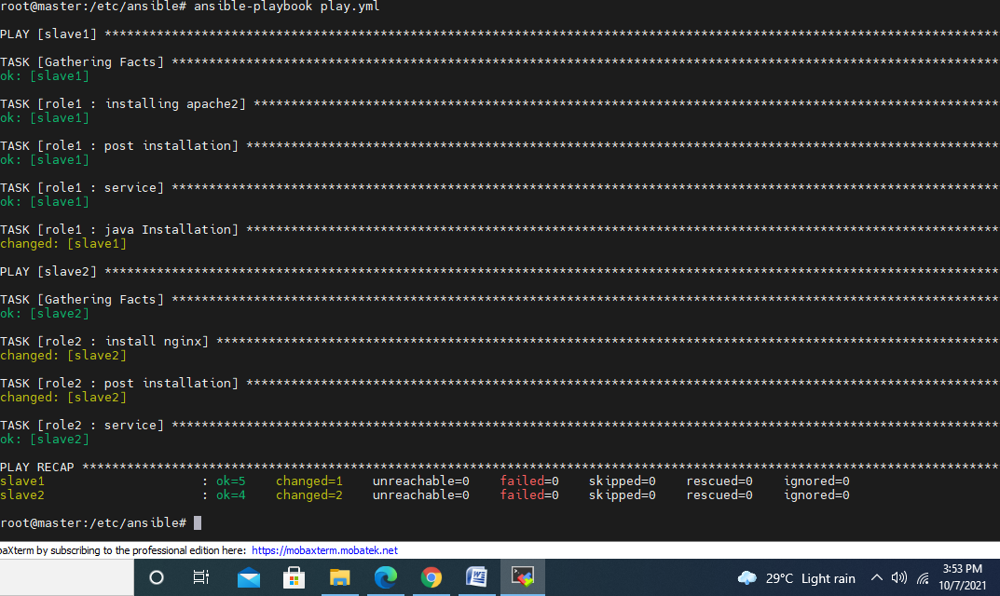 root@master:/etc/ansible# ansible-playbook play.yml
PLAY [slave1] ************************************************************************************************************************
TASK [Gathering Facts] ***************************************************************************************************************
ok: [slave1]
TASK [role1 : installing apache2] ****************************************************************************************************
ok: [slave1]
TASK [role1 : post installation] *****************************************************************************************************
ok: [slave1]
TASK [role1 : service] ***************************************************************************************************************
ok: [slave1]
TASK [role1 : java Installation] *****************************************************************************************************
changed: [slave1]
PLAY [slave2] ************************************************************************************************************************
TASK [Gathering Facts] ***************************************************************************************************************
ok: [slave2]
TASK [role2 : install nginx] *********************************************************************************************************
changed: [slave2]
TASK [role2 : post installation] *****************************************************************************************************
changed: [slave2]
TASK [role2 : service] ***************************************************************************************************************
ok: [slave2]
PLAY RECAP ***************************************************************************************************************************
slave1 : ok=5 changed=1 unreachable=0 failed=0 skipped=0 rescued=0 ignored=0
slave2 : ok=4 changed=2 unreachable=0 failed=0 skipped=0 rescued=0 ignored=0
root@master:/etc/ansible#
baXterm by subscribing to the professional edition here: https://mobaxterm.mobatek.net
29°C Light rain
3:53 PM
10/7/2021